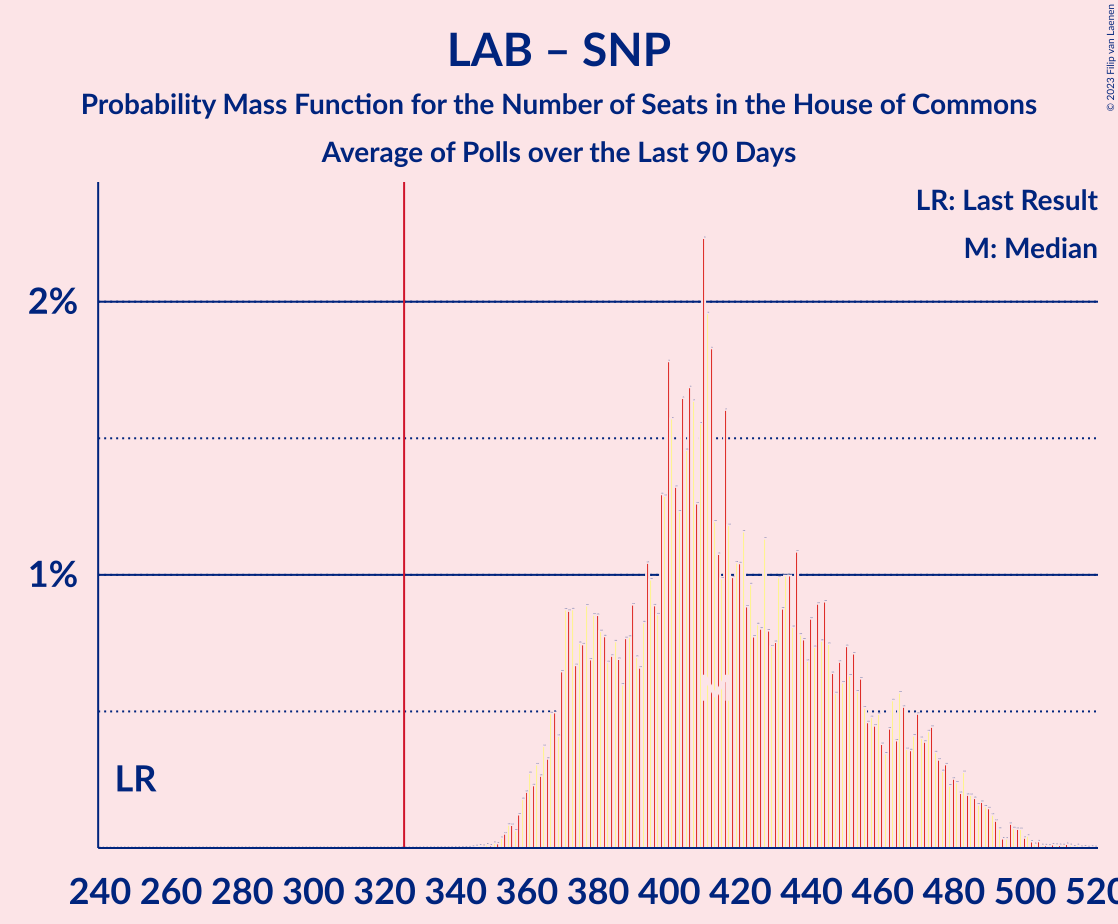 LAB – SNP
Probability Mass Function for the Number of Seats in the House of Commons
Average of Polls over the Last 90 Days
© 2023 Filip van Laenen
LR: Last Result
M: Median
2%
1%
LR
M
240 260 280 300 320 340 360 380 400 420 440 460 480 500 520